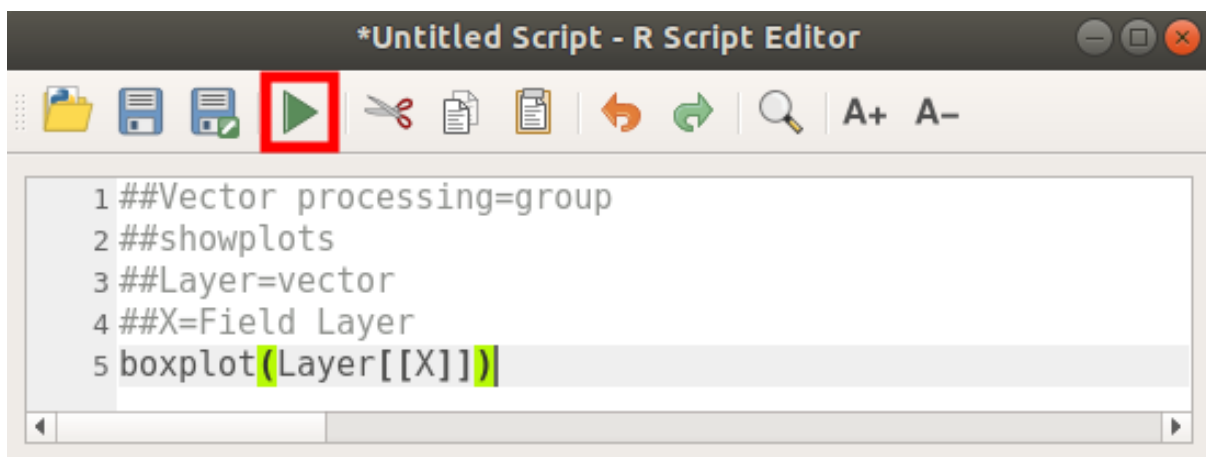 *Untitled Script - R Script Editor
A+ A-
1 ##Vector processing=group
2 ##showplots
3 ##Layer=vector
4 ##X=Field Layer
5 boxplot(Layer[[X]])